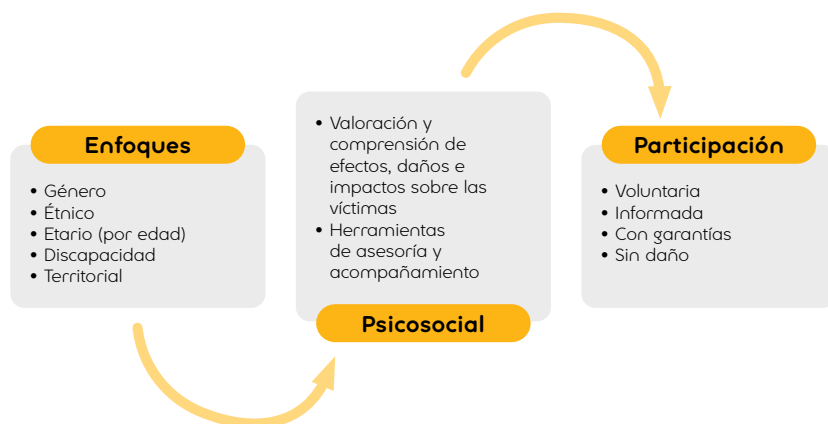 Enfoques
• Género
• Étnico
• Etario (por edad)
• Discapacidad
• Territorial
• Valoración y
comprensión de
efectos, daños e
impactos sobre las
víctimas
• Herramientas
de asesoría y
acompañamiento
Psicosocial
Participación
• Voluntaria
• Informada
• Con garantías
• Sin daño